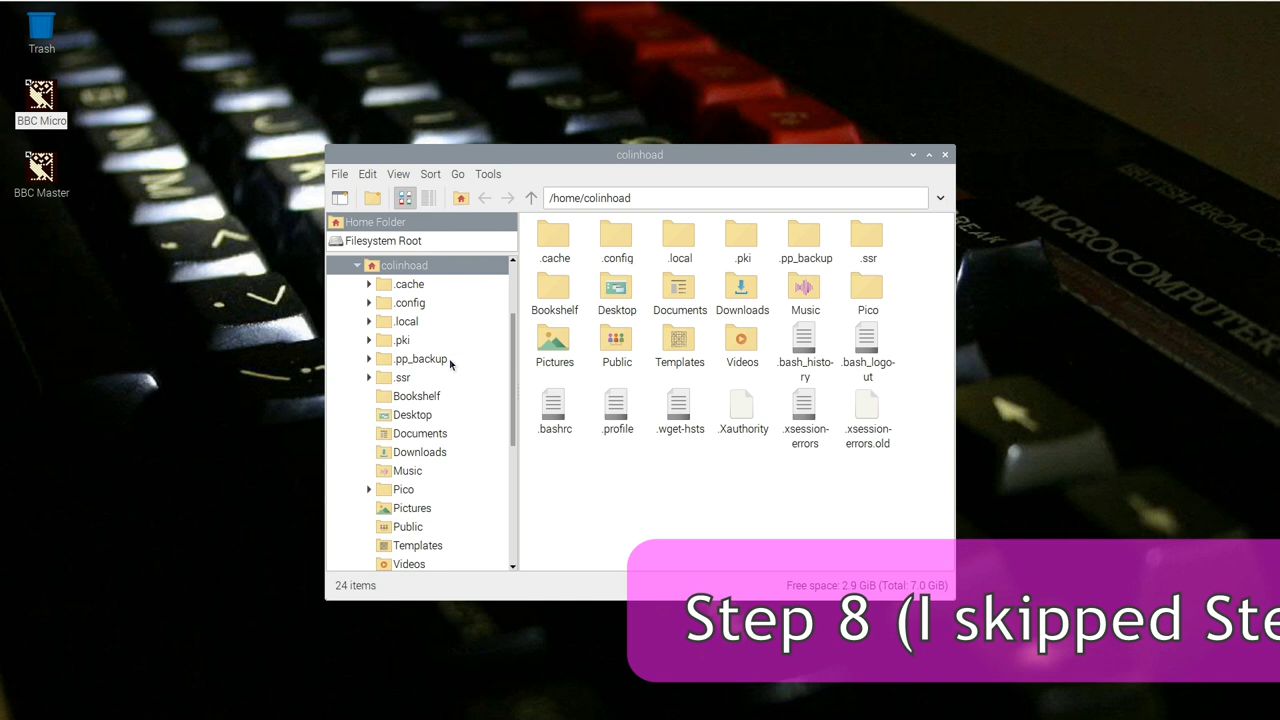 Trash
BBC Micro
BBC Master
colinhoad
File Edit View Sort Go Tools
/home/colinhoad
Home Folder
Filesystem Root
colinhoad
.cache
.config
.local
.pki
.pp_backup
.ssr
Bookshelf
Desktop
Documents
Downloads
Music
Pico
Pictures
Public
Templates
Videos
.cache .config .local .pki .pp_backup .ssr
Bookshelf Desktop Documents Downloads Music Pico
Pictures Public Templates Videos .bash_histo- .bash_logo-
ry ut
.bashrc .profile .wget-hsts .Xauthority .xsession- .xsession-
errors errors.old
24 items
Free space: 2.9 GiB (Total: 7.0 GiB)
Step 8 (I skipped Ste
BRITISH BROADC
MICROCOMPUTER
BREAK